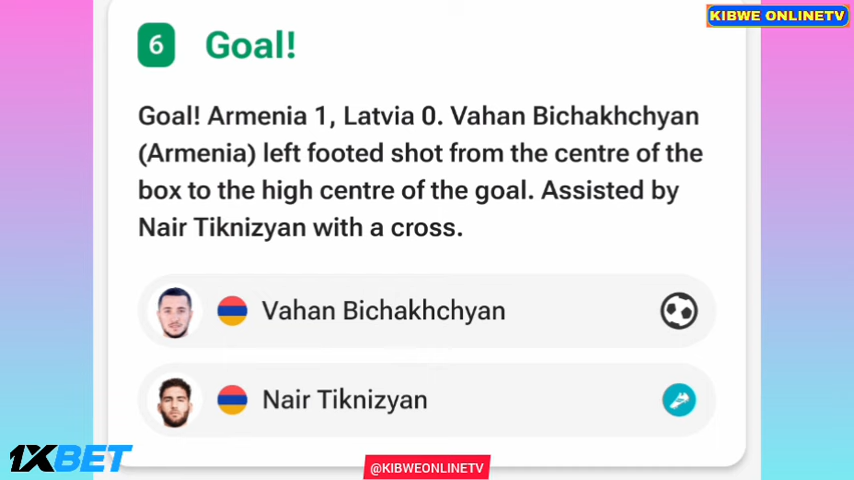 KIBWE ONLINETV
6 Goal!
Goal! Armenia 1, Latvia 0. Vahan Bichakhchyan
(Armenia) left footed shot from the centre of the
box to the high centre of the goal. Assisted by
Nair Tiknizyan with a cross.
Vahan Bichakhchyan
Nair Tiknizyan
1XBET
@KIBWEONLINETV